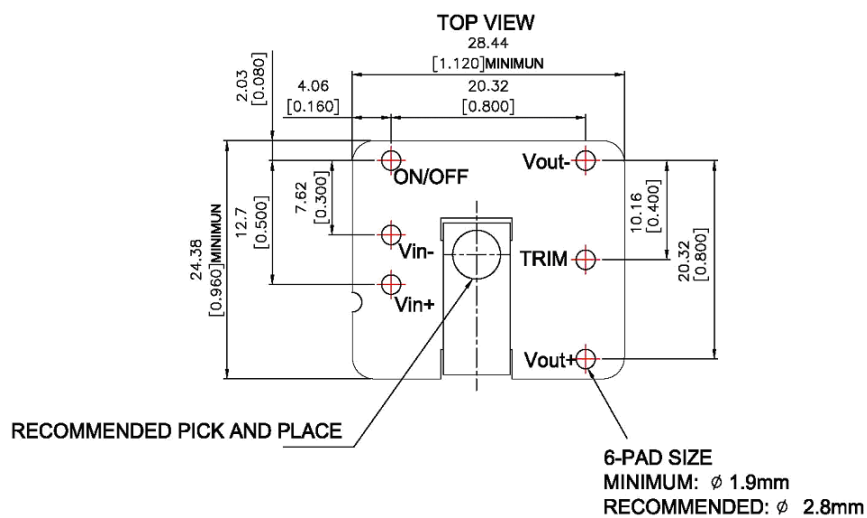 TOP VIEW
28.44
[1.120]MINIMUN
2.03
[0.080]
4.06
[0.160]
20.32
[0.800]
ON/OFF
Vout-
7.62
[0.300]
12.7
[0.500]
24.38
[0.960]MINIMUN
10.16
[0.400]
20.32
[0.800]
Vin-
TRIM
Vin+
Vout+
RECOMMENDED PICK AND PLACE
6-PAD SIZE
MINIMUM: ϕ 1.9mm
RECOMMENDED: ϕ 2.8mm